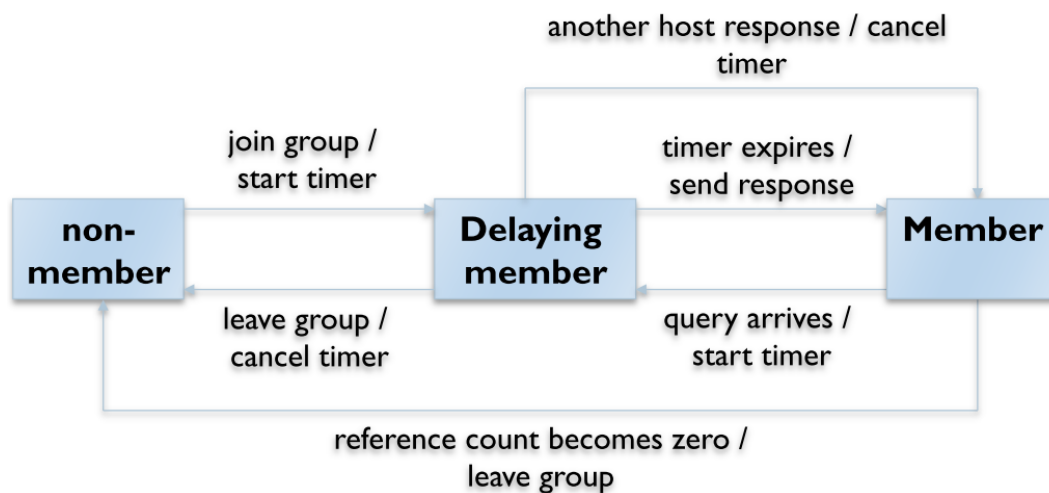 another host response / cancel
timer
join group /
start timer
timer expires /
send response
non-
member
Delaying
member
Member
leave group /
cancel timer
query arrives /
start timer
reference count becomes zero /
leave group